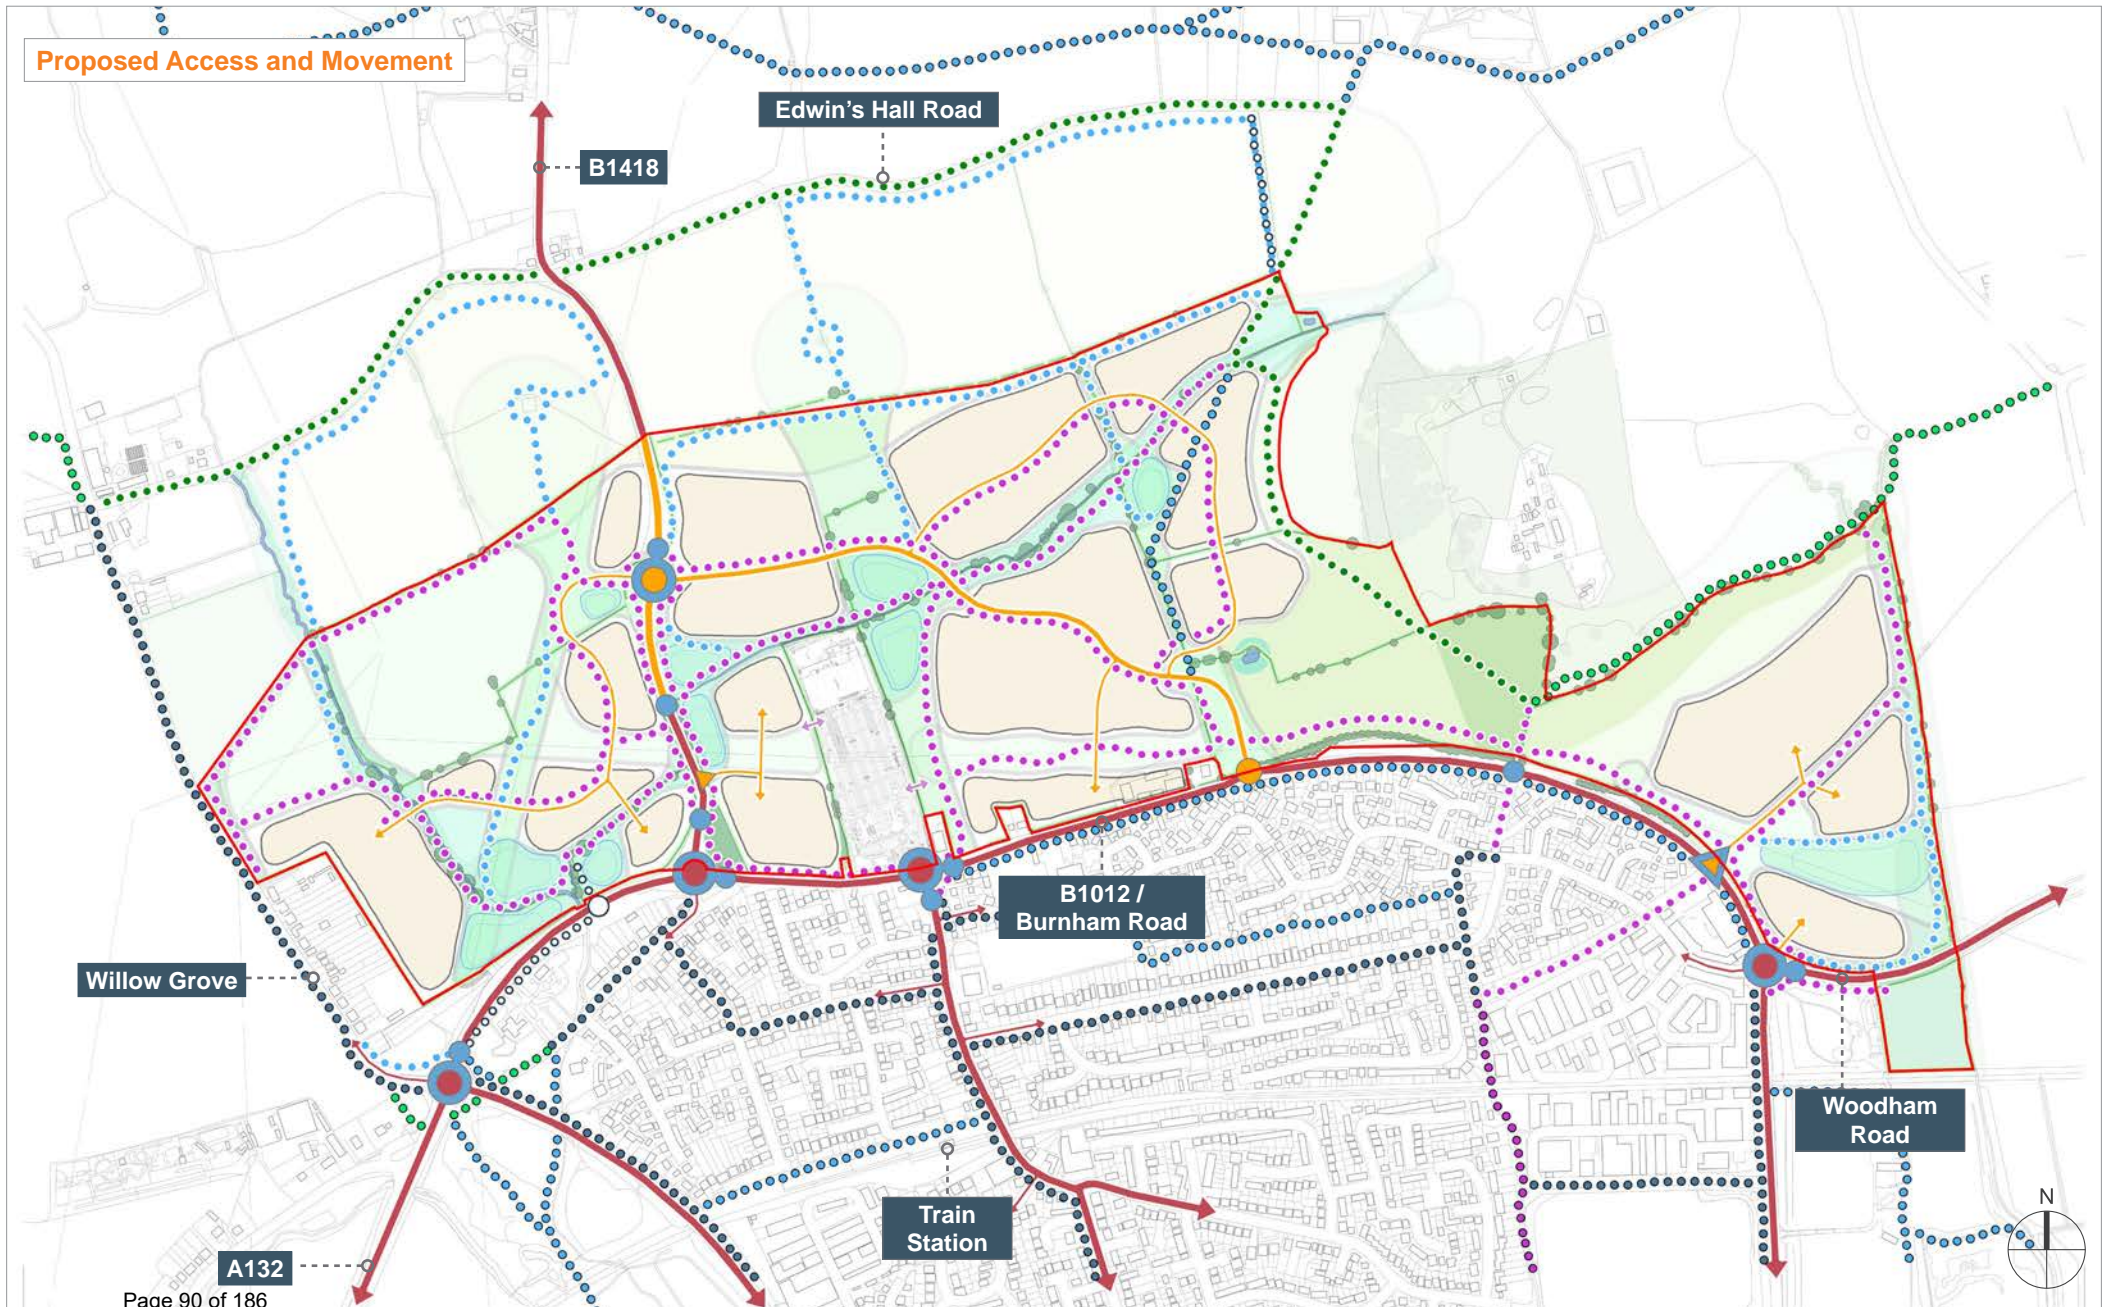 Proposed Access and Movement
Edwin's Hall Road
B1418
B1012 /
Burnham Road
Willow Grove
Woodham
Road
Train
Station
N
A132
Page 90 of 186